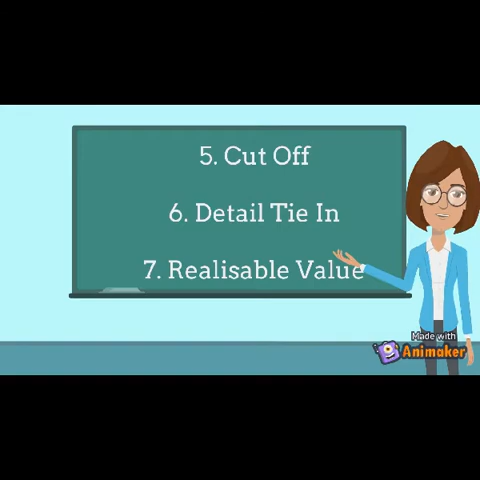 5. Cut Off
6. Detail Tie In
7. Realisable Value
Made with
Animaker